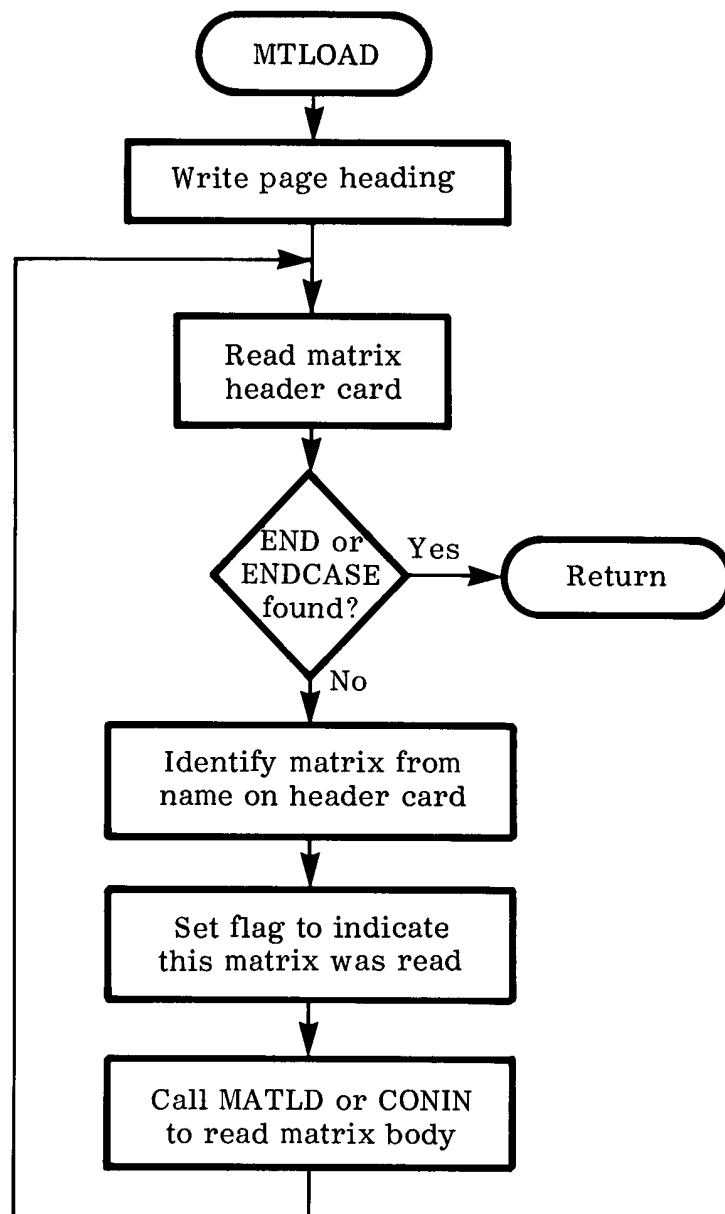 MTLOAD
Write page heading
Read matrix
header card
END or
ENDCASE
found?
Yes
Return
No
Identify matrix from
name on header card
Set flag to indicate
this matrix was read
Call MATLD or CONIN
to read matrix body